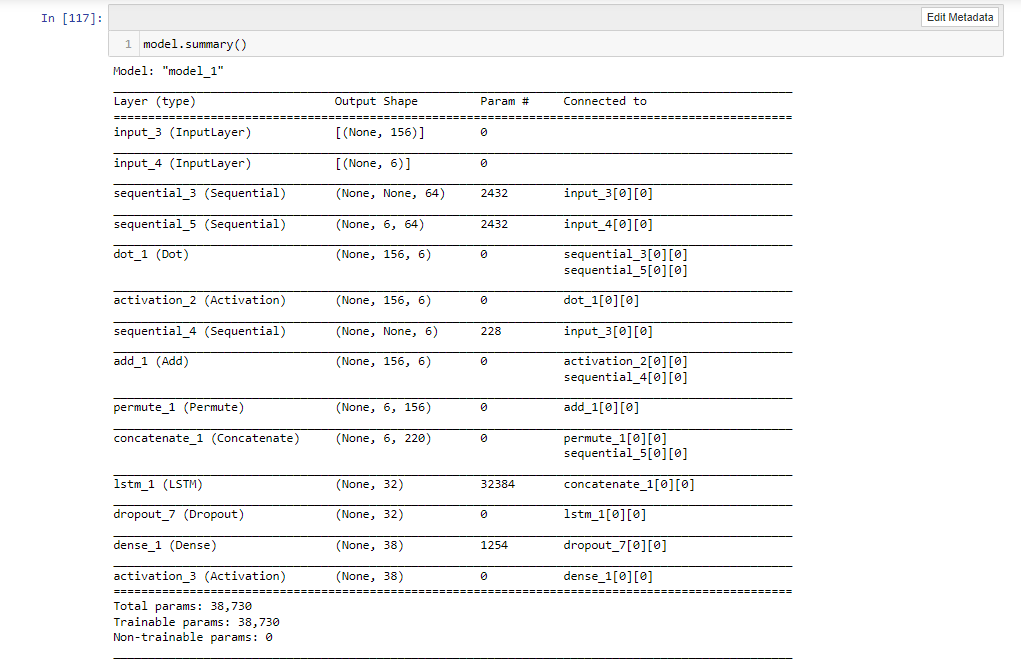 In [117]:
Edit Metadata
1 model.summary()
Model: "model_1"
Layer (type) Output Shape Param # Connected to
input_3 (InputLayer) [(None, 156)] 0
input_4 (InputLayer) [(None, 6)] 0
sequential_3 (Sequential) (None, None, 64) 2432 input_3[0][0]
sequential_5 (Sequential) (None, 6, 64) 2432 input_4[0][0]
dot_1 (Dot) (None, 156, 6) 0 sequential_3[0][0]
sequential_5[0][0]
activation_2 (Activation) (None, 156, 6) 0 dot_1[0][0]
sequential_4 (Sequential) (None, None, 6) 228 input_3[0][0]
add_1 (Add) (None, 156, 6) 0 activation_2[0][0]
sequential_4[0][0]
permute_1 (Permute) (None, 6, 156) 0 add_1[0][0]
concatenate_1 (Concatenate) (None, 6, 220) 0 permute_1[0][0]
sequential_5[0][0]
lstm_1 (LSTM) (None, 32) 32384 concatenate_1[0][0]
dropout_7 (Dropout) (None, 32) 0 lstm_1[0][0]
dense_1 (Dense) (None, 38) 1254 dropout_7[0][0]
activation_3 (Activation) (None, 38) 0 dense_1[0][0]
Total params: 38,730
Trainable params: 38,730
Non-trainable params: 0